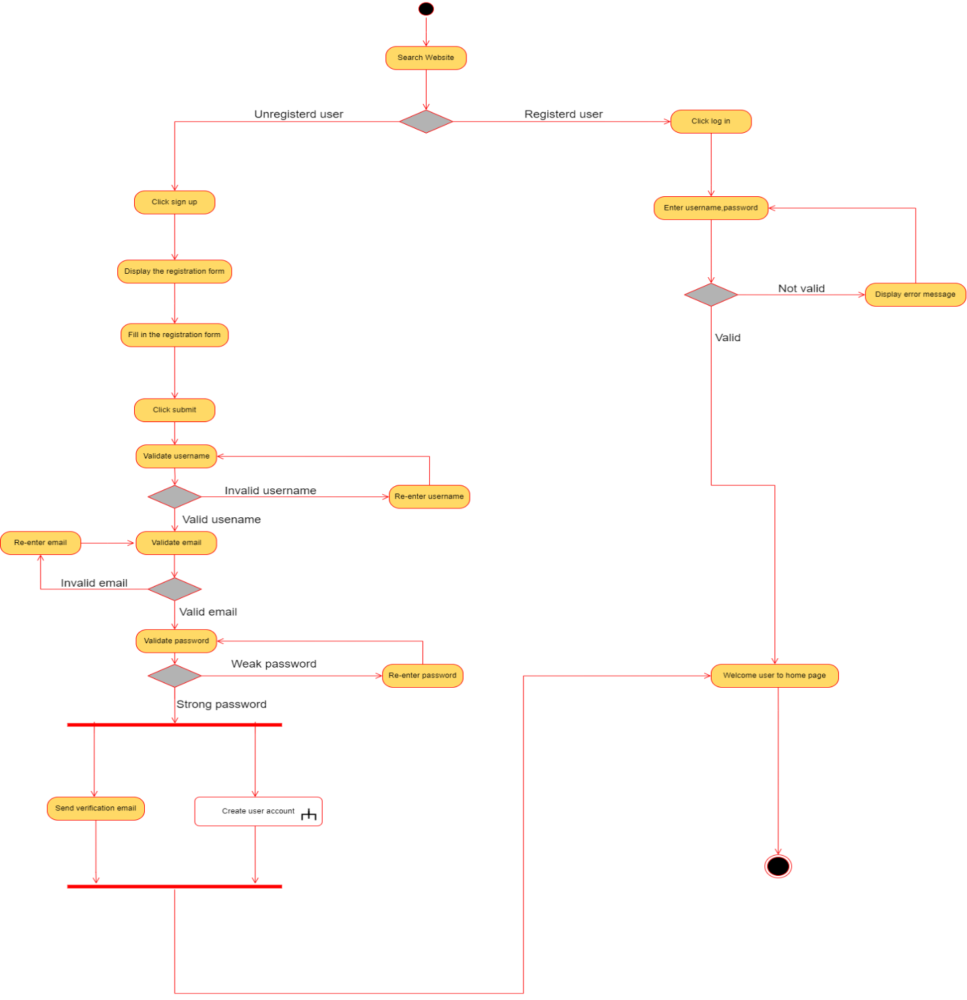 Search Website
Unregisterd user
Registerd user
Click log in
Click sign up
Enter username,password
Display the registration form
Not valid
Display error message
Valid
Fill in the registration form
Click submit
Validate username
Invalid username
Re-enter username
Valid usename
Re-enter email
Validate email
Invalid email
Valid email
Validate password
Weak password
Re-enter password
Welcome user to home page
Strong password
Send verification email
Create user account